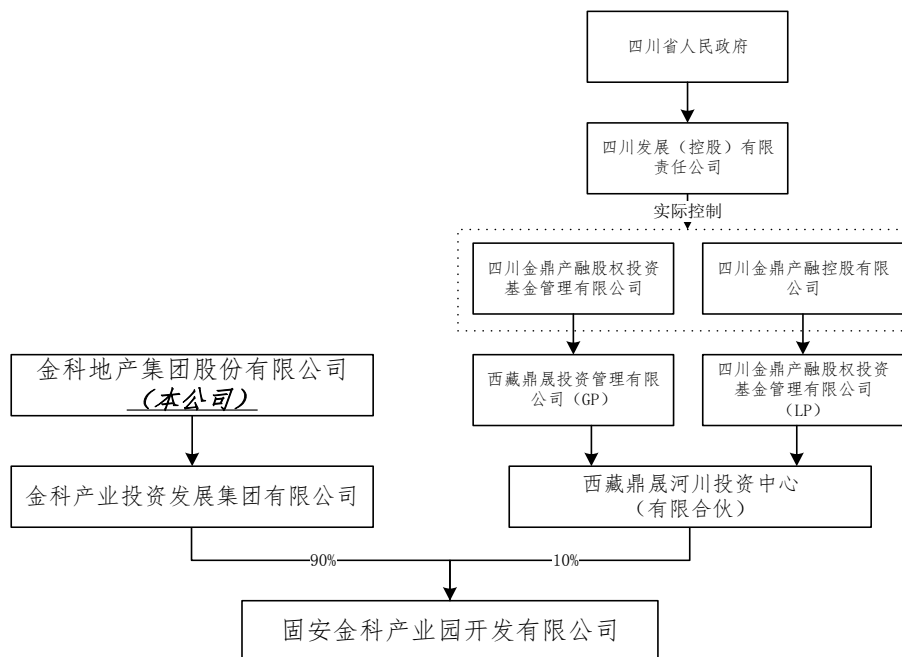 四川省人民政府
四川发展（控股）有限
责任公司
实际控制
四川金鼎产融股权投资
基金管理有限公司
四川金鼎产融控股有限
公司
金科地产集团股份有限公司
（本公司）
西藏鼎晟投资管理有限
公司（GP）
四川金鼎产融股权投资
基金管理有限公司
（LP）
金科产业投资发展集团有限公司
西藏鼎晟河川投资中心
（有限合伙）
90%
10%
固安金科产业园开发有限公司